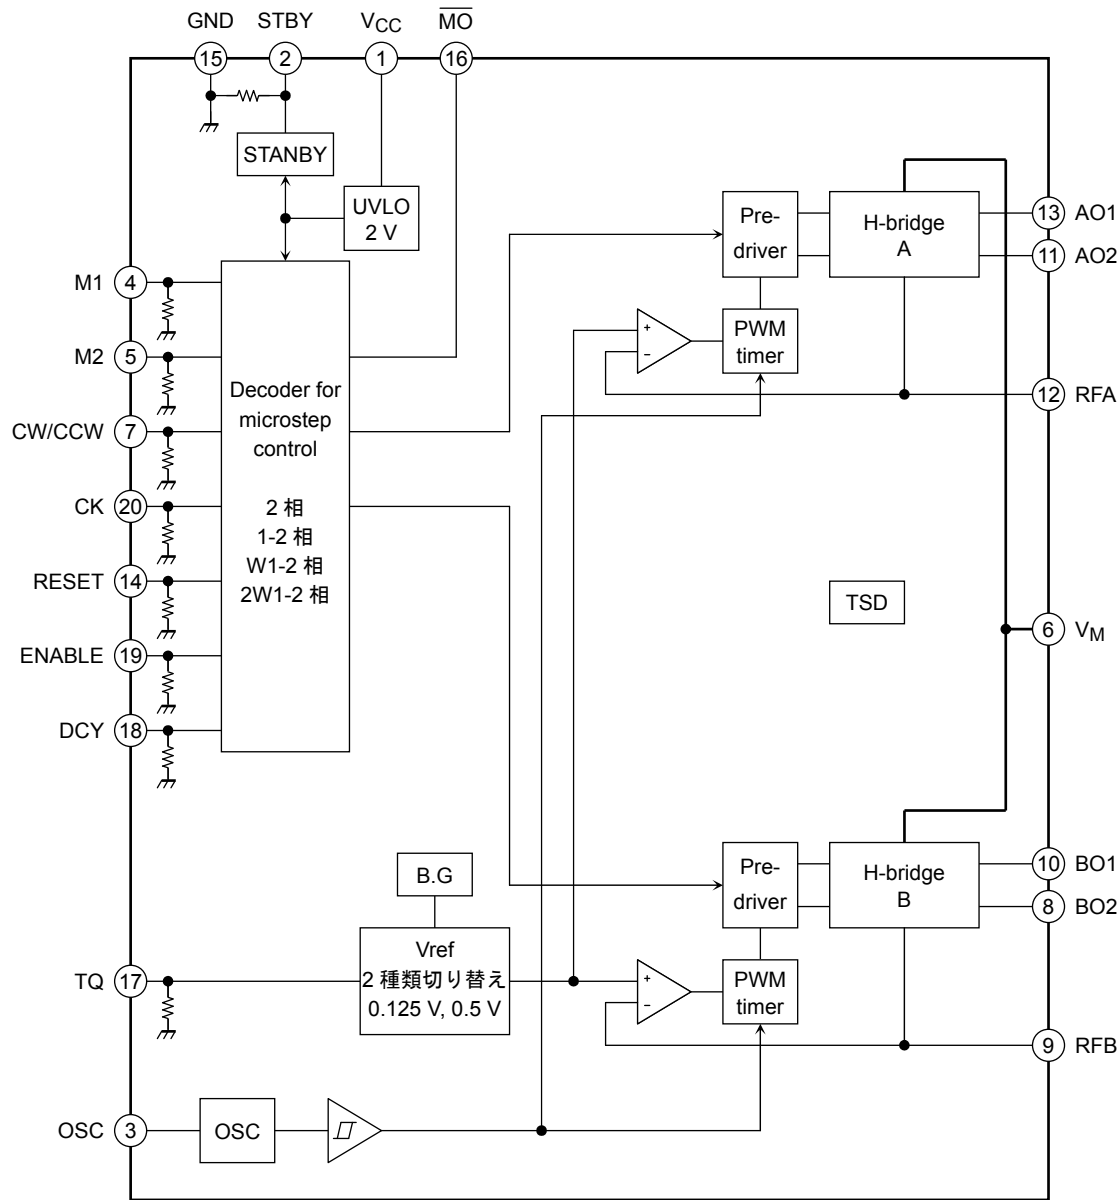 GND STBY VCC MO
15 2 1 16
STANBY
UVLO
2 V
Pre-
driver
H-bridge
A
13 AO1
11 AO2
M1 4
M2 5
CW/CCW 7
CK 20
RESET 14
ENABLE 19
DCY 18
Decoder for
microstep
control
2 相
1-2 相
W1-2 相
2W1-2 相
+
−
PWM
timer
12 RFA
TSD
6 VM
B.G
Pre-
driver
H-bridge
B
10 BO1
8 BO2
TQ 17
Vref
2 種類切り替え
0.125 V, 0.5 V
+
−
PWM
timer
9 RFB
OSC 3
OSC